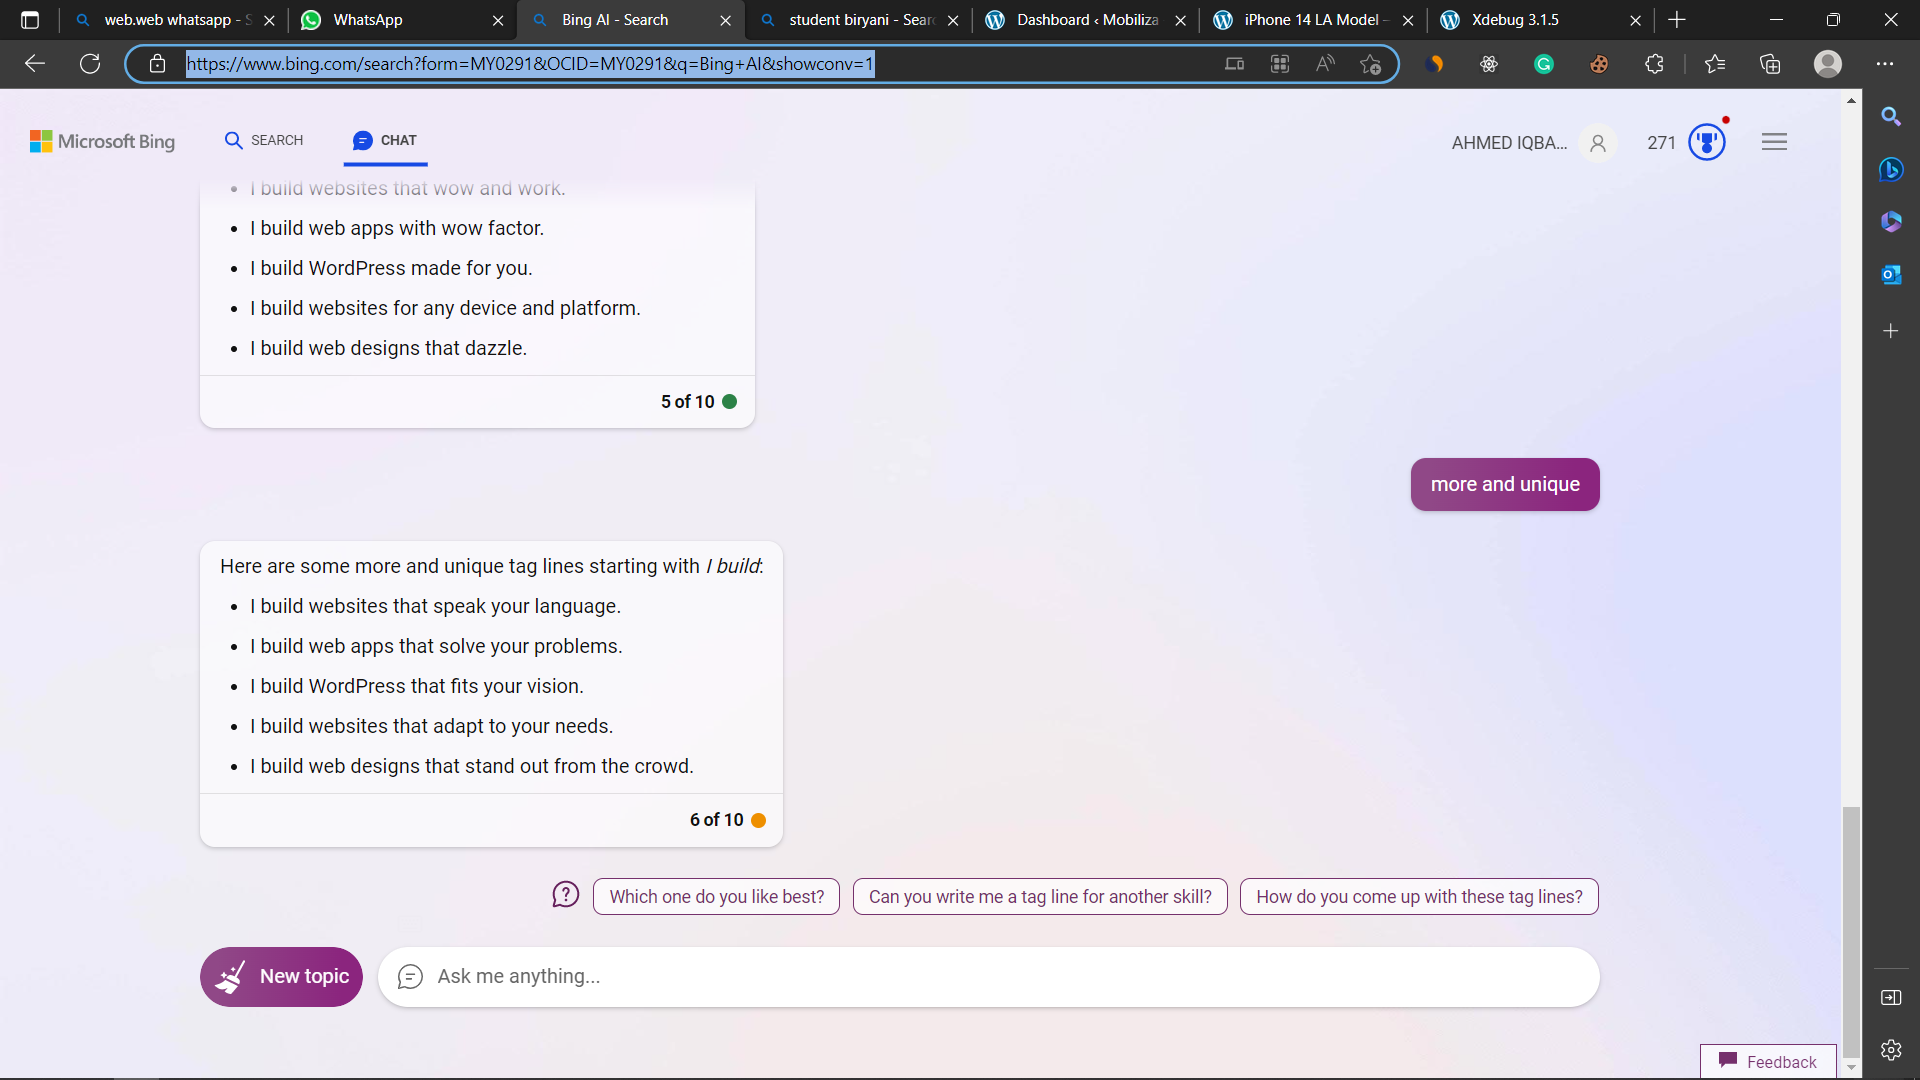 web.web whatsapp - S
WhatsApp
Bing AI - Search
student biryani - Sear
Dashboard ‹ Mobiliza
iPhone 14 LA Model –
Xdebug 3.1.5
https://www.bing.com/search?form=MY0291&OCID=MY0291&q=Bing+AI&showconv=1
Microsoft Bing
SEARCH
CHAT
AHMED IQBA...
271
• I build websites that wow and work.
• I build web apps with wow factor.
• I build WordPress made for you.
• I build websites for any device and platform.
• I build web designs that dazzle.
5 of 10
more and unique
Here are some more and unique tag lines starting with I build:
• I build websites that speak your language.
• I build web apps that solve your problems.
• I build WordPress that fits your vision.
• I build websites that adapt to your needs.
• I build web designs that stand out from the crowd.
6 of 10
Which one do you like best?
Can you write me a tag line for another skill?
How do you come up with these tag lines?
New topic
Ask me anything...
Feedback